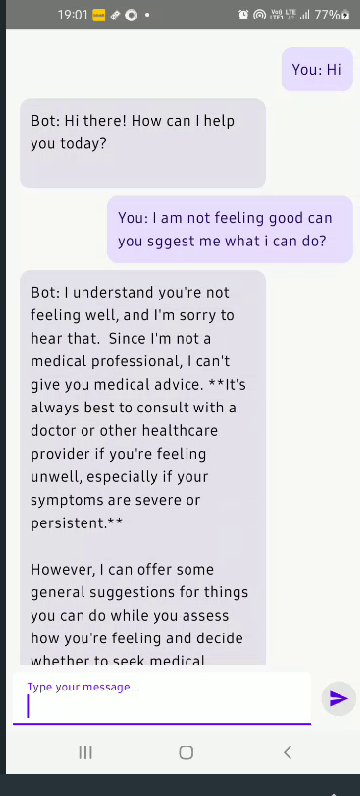 19:01
Vo)) LTE
77%
You: Hi
Bot: Hi there! How can I help
you today?
You: I am not feeling good can
you sggest me what i can do?
Bot: I understand you're not
feeling well, and I'm sorry to
hear that.  Since I'm not a
medical professional, I can't
give you medical advice. **It's
always best to consult with a
doctor or other healthcare
provider if you're feeling
unwell, especially if your
symptoms are severe or
persistent.**
However, I can offer some
general suggestions for things
you can do while you assess
how you're feeling and decide
whether to seek medical
Type your message